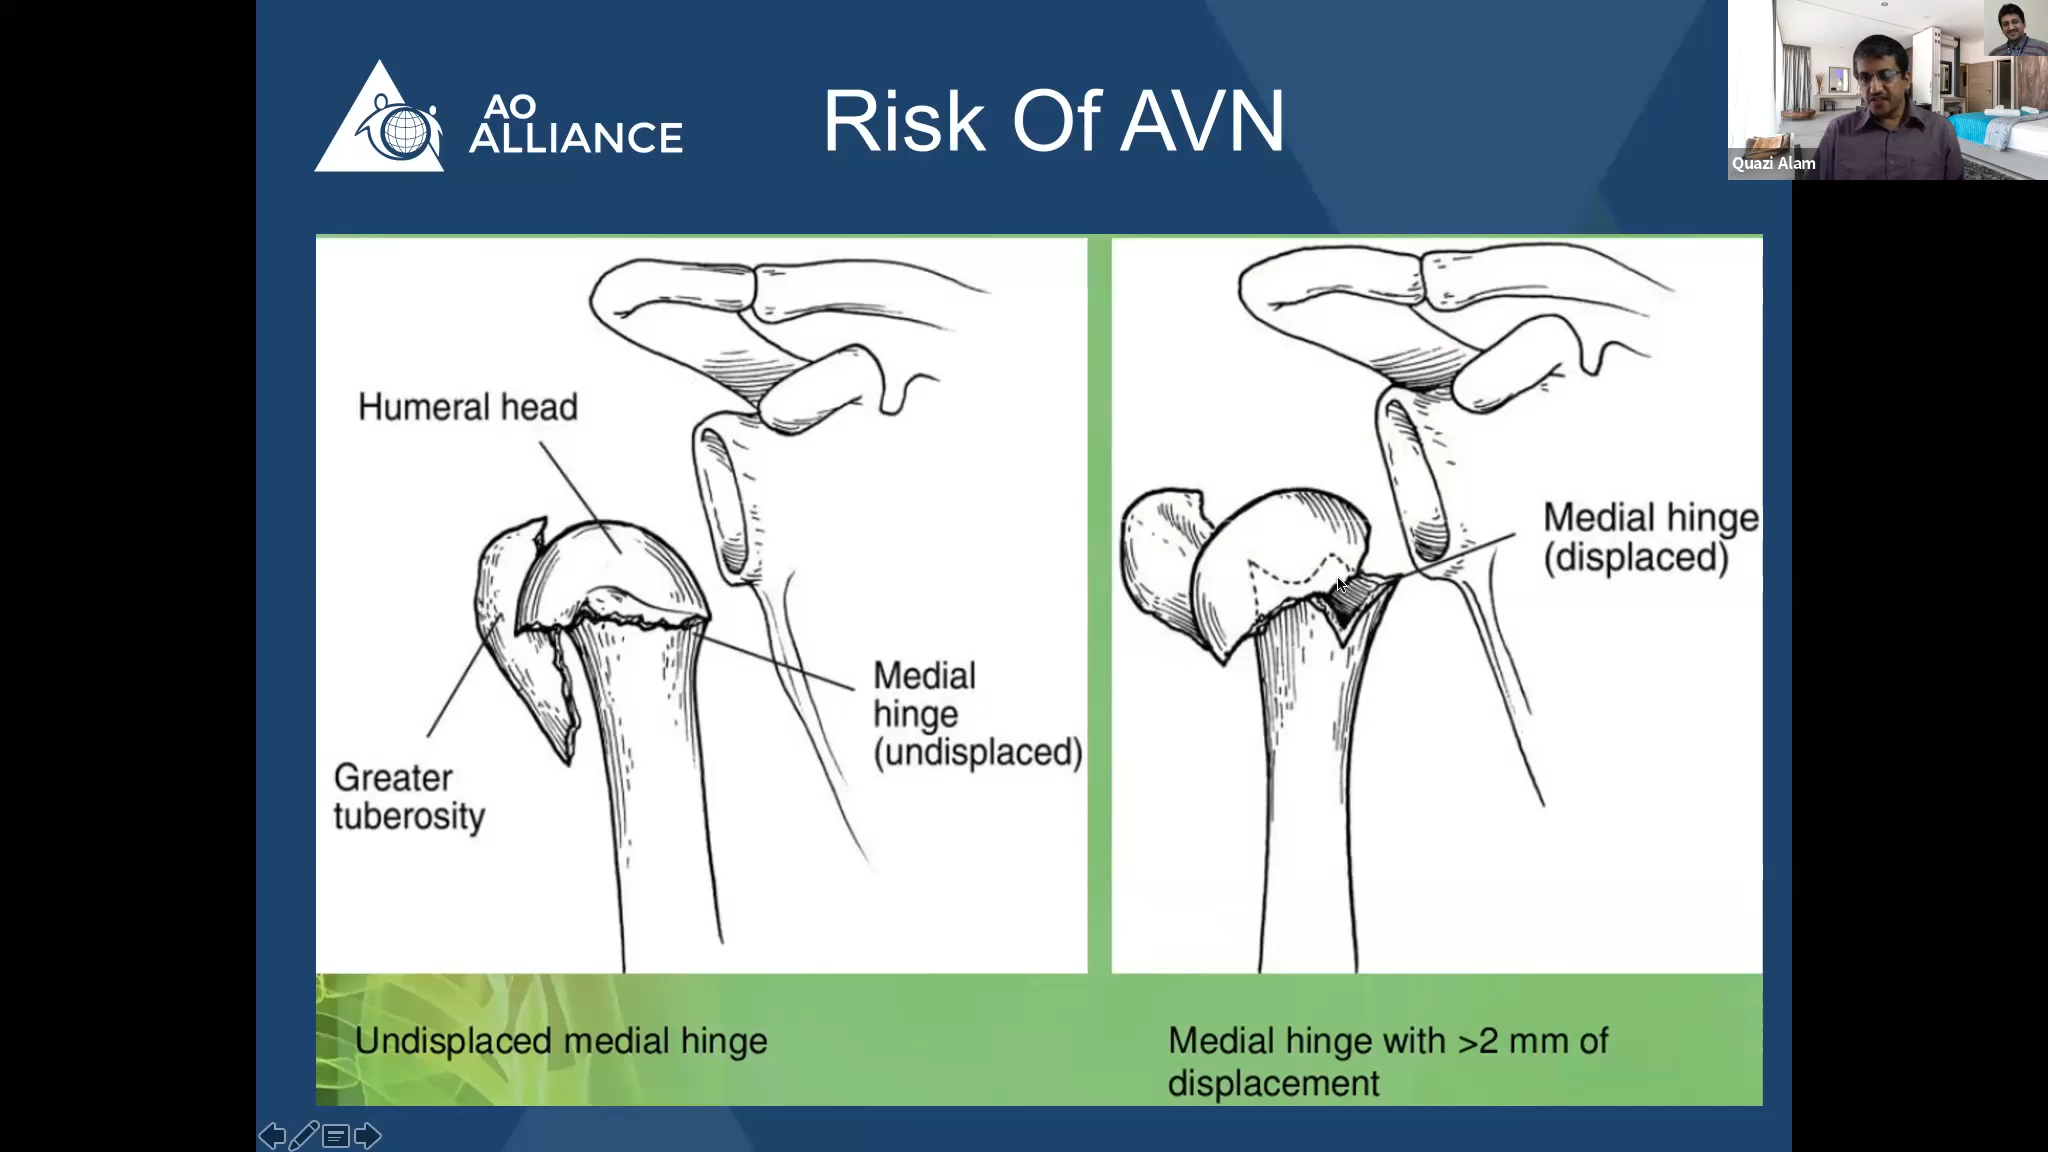 AO
ALLIANCE
Risk Of AVN
Quazi Alam
Humeral head
Greater
tuberosity
Medial
hinge
(undisplaced)
Medial hinge
(displaced)
Undisplaced medial hinge
Medial hinge with >2 mm of
displacement